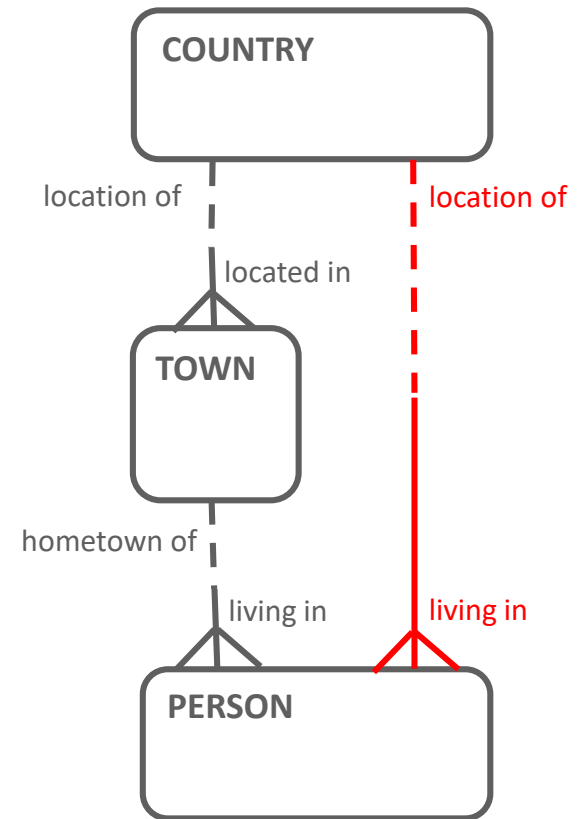 COUNTRY
location of
location of
located in
TOWN
hometown of
living in
living in
PERSON